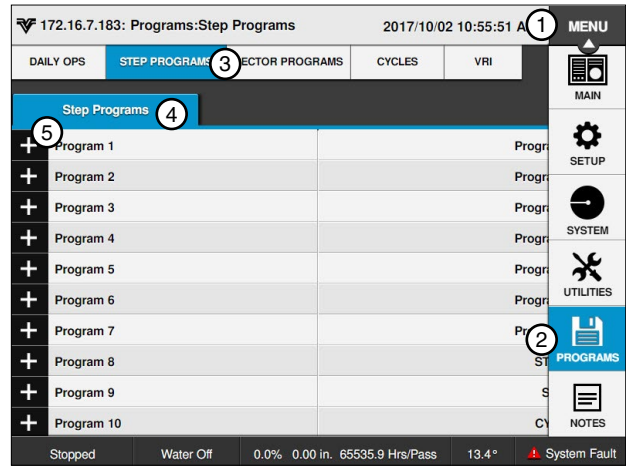 172.16.7.183: Programs:Step Programs 2017/10/02 10:55:51 A 1 MENU
DAILY OPS STEP PROGRAMS 3 ECTOR PROGRAMS CYCLES VRI
MAIN
Step Programs 4
5
+ Program 1 Progr
SETUP
+ Program 2 Progr
+ Program 3 Progr
SYSTEM
+ Program 4 Progr
+ Program 5 Progr
UTILITIES
+ Program 6 Progr
+ Program 7 Pr 2
PROGRAMS
+ Program 8 ST
+ Program 9 S
+ Program 10 CY
NOTES
Stopped Water Off 0.0% 0.00 in. 65535.9 Hrs/Pass 13.4° System Fault